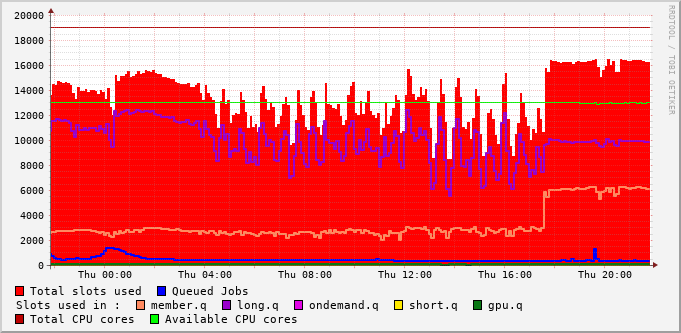 20000
18000
16000
14000
12000
10000
8000
6000
4000
2000
0
Thu 00:00 Thu 04:00 Thu 08:00 Thu 12:00 Thu 16:00 Thu 20:00
RRDTOOL / TOBI OETIKER
Total slots used Queued Jobs
Slots used in : member.q long.q ondemand.q short.q gpu.q
Total CPU cores Available CPU cores